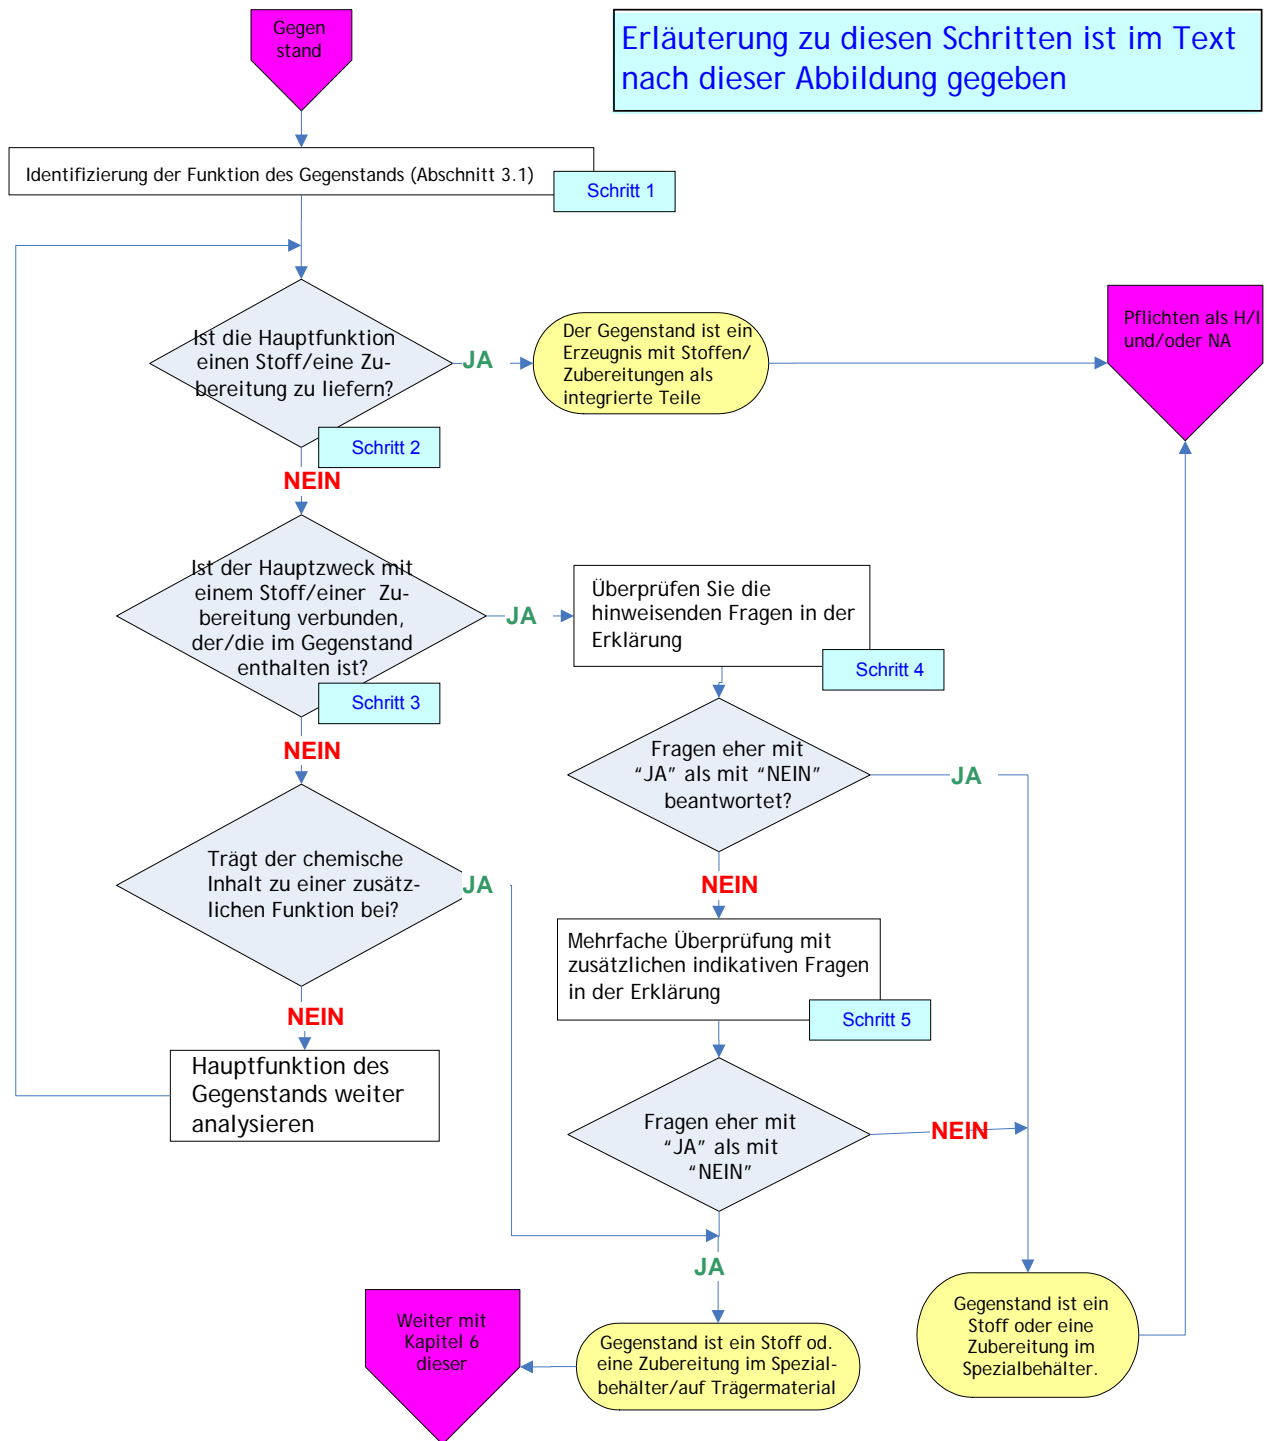 Gegen
stand
Erläuterung zu diesen Schritten ist im Text
nach dieser Abbildung gegeben
Identifizierung der Funktion des Gegenstands (Abschnitt 3.1)
Schritt 1
Ist die Hauptfunktion
einen Stoff/eine Zu-
bereitung zu liefern?
Schritt 2
JA
Der Gegenstand ist ein
Erzeugnis mit Stoffen/
Zubereitungen als
integrierte Teile
Pflichten als H/I
und/oder NA
NEIN
Ist der Hauptzweck mit
einem Stoff/einer Zu-
bereitung verbunden,
der/die im Gegenstand
enthalten ist?
Schritt 3
JA
Überprüfen Sie die
hinweisenden Fragen in der
Erklärung
Schritt 4
NEIN
Fragen eher mit
“JA” als mit “NEIN”
beantwortet?
JA
Trägt der chemische
Inhalt zu einer zusätz-
lichen Funktion bei?
JA
NEIN
Mehrfache Überprüfung mit
zusätzlichen indikativen Fragen
in der Erklärung
Schritt 5
NEIN
Hauptfunktion des
Gegenstands weiter
analysieren
Fragen eher mit
“JA” als mit
“NEIN”
NEIN
JA
Weiter mit
Kapitel 6
dieser
Gegenstand ist ein Stoff od.
eine Zubereitung im Spezial-
behälter/auf Trägermaterial
Gegenstand ist ein
Stoff oder eine
Zubereitung im
Spezialbehälter.